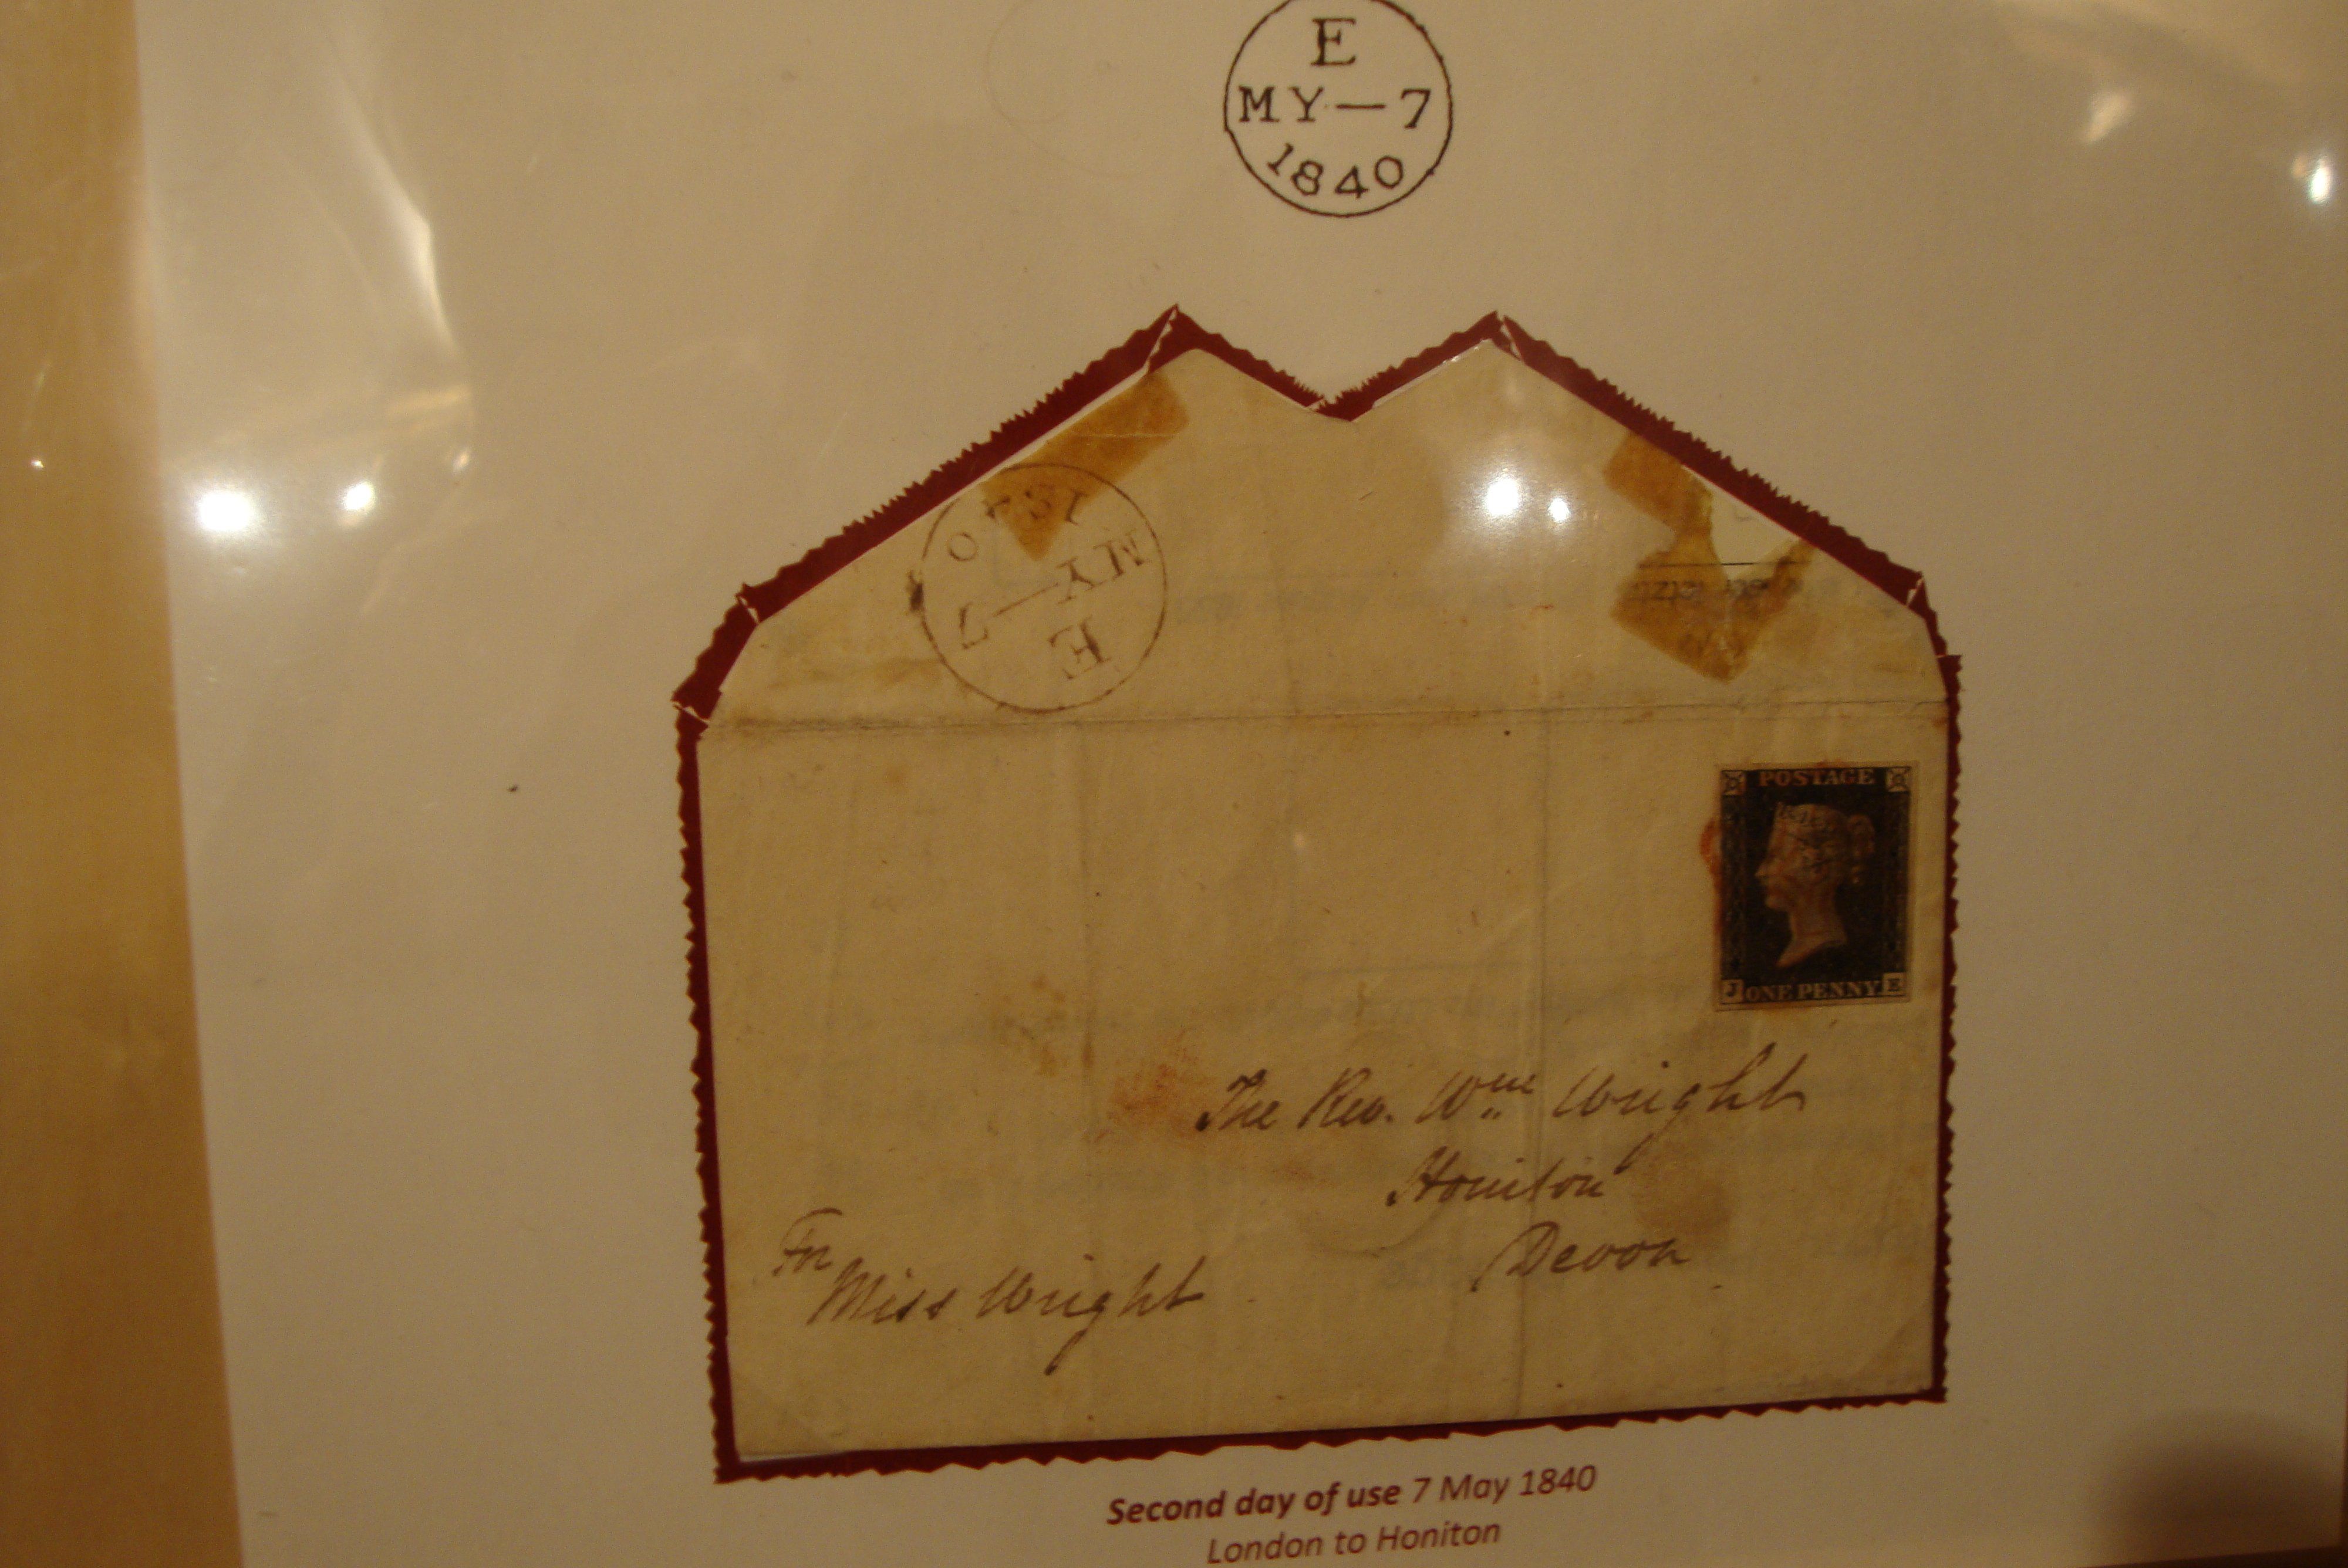 E
MY—7
1840
1840
MY—7
E
POSTAGE
J ONE PENNY E
The Rev. Wm Wright
Honiton
Devon
For
Miss Wright
Second day of use 7 May 1840
London to Honiton